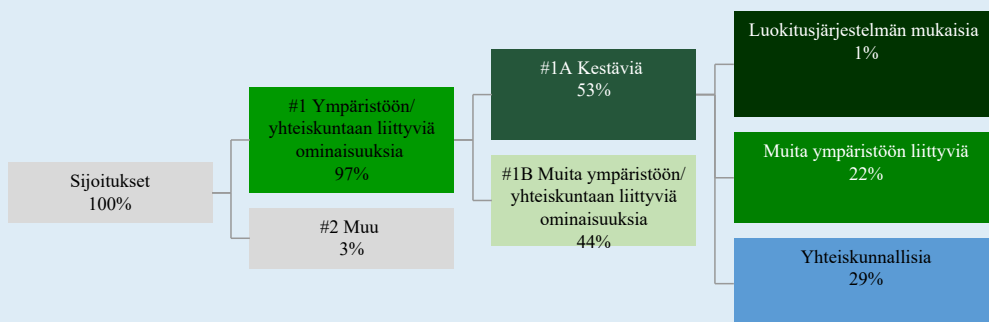 Sijoitukset
100%
#1 Ympäristöön/
yhteiskuntaan liittyviä
ominaisuuksia
97%
#2 Muu
3%
#1A Kestäviä
53%
#1B Muita ympäristöön/
yhteiskuntaan liittyviä
ominaisuuksia
44%
Luokitusjärjestelmän mukaisia
1%
Muita ympäristöön liittyviä
22%
Yhteiskunnallisia
29%